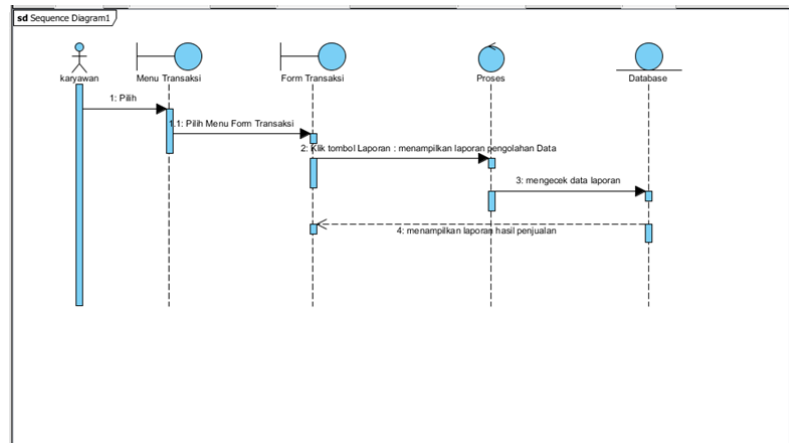 sd Sequence Diagram1
karyawan
Menu Transaksi
Form Transaksi
Proses
Database
1: Pilih
1.1: Pilih Menu Form Transaksi
2: Klik tombol Laporan : menampilkan laporan pengolahan Data
3: mengecek data laporan
4: menampilkan laporan hasil penjualan